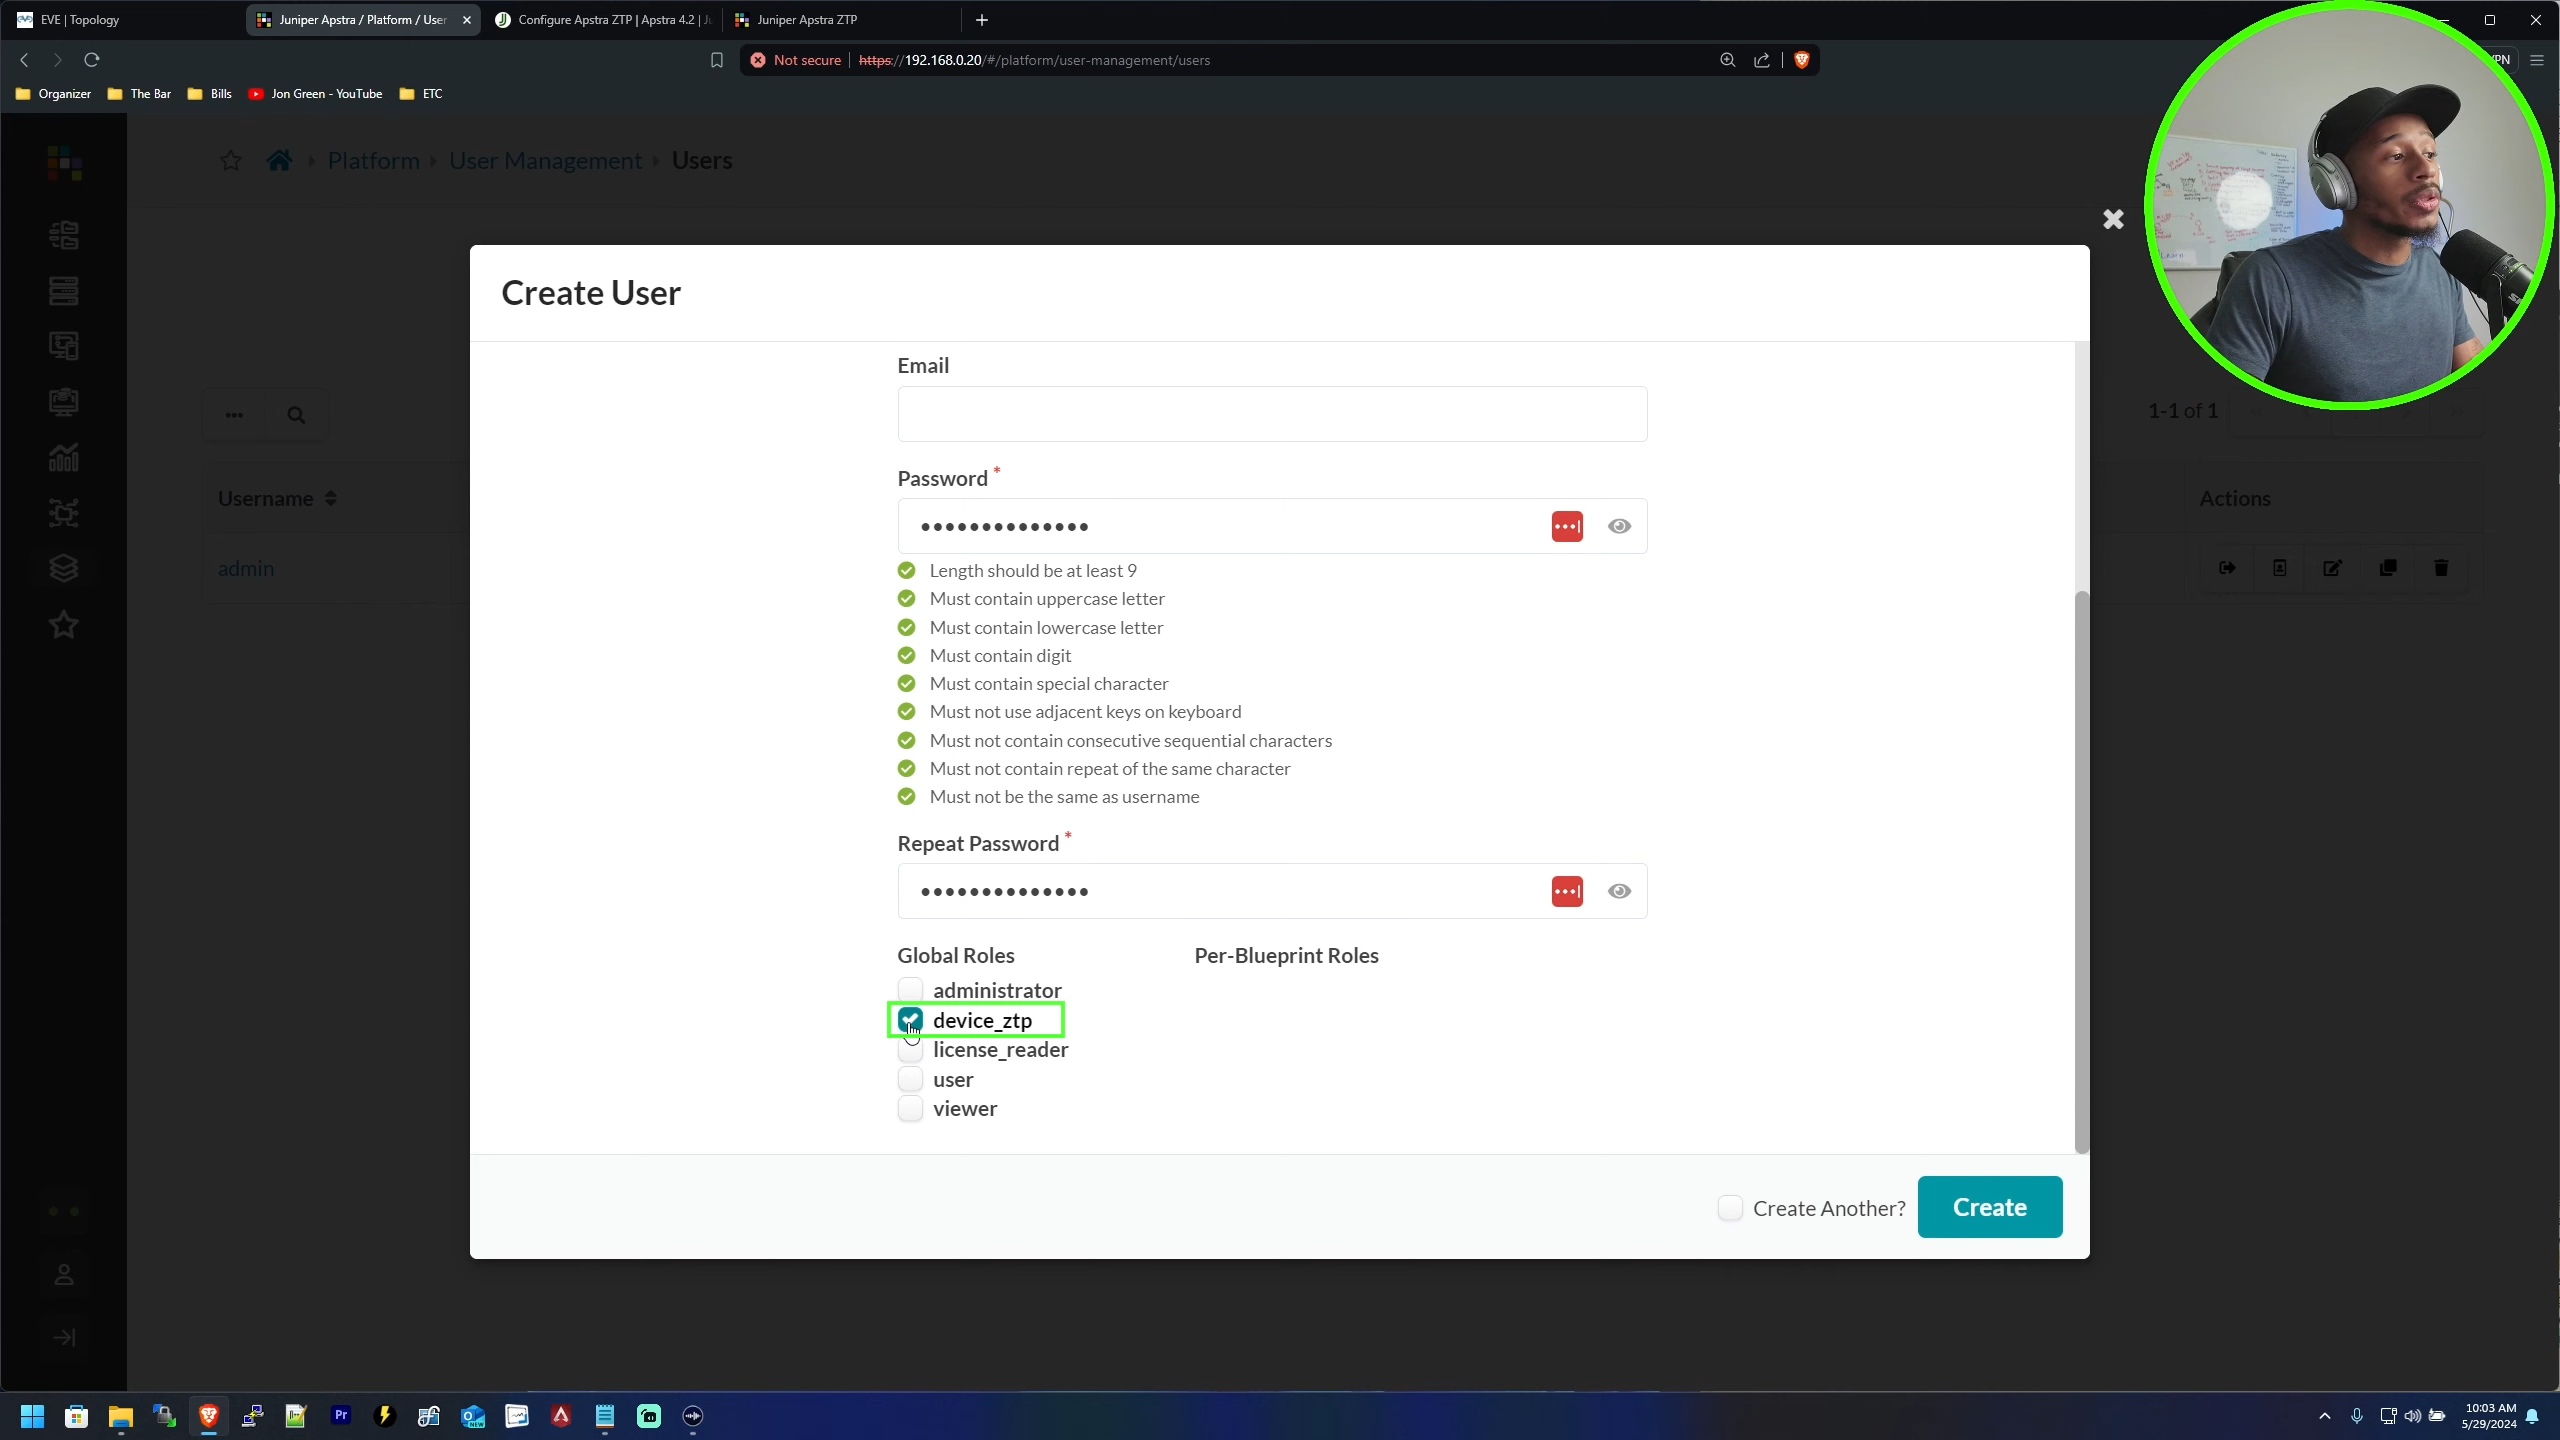 EVE | Topology
Juniper Apstra / Platform / User
Configure Apstra ZTP | Apstra 4.2 | Ju
Juniper Apstra ZTP
Not secure
https://192.168.0.20/#/platform/user-management/users
Organizer
The Bar
Bills
Jon Green - YouTube
ETC
Platform
User Management
Users
Create User
1-1 of 1
Email
Password *
Username
Actions
admin
Length should be at least 9
Must contain uppercase letter
Must contain lowercase letter
Must contain digit
Must contain special character
Must not use adjacent keys on keyboard
Must not contain consecutive sequential characters
Must not contain repeat of the same character
Must not be the same as username
Repeat Password *
Global Roles
Per-Blueprint Roles
administrator
device_ztp
license_reader
user
viewer
Create Another?
Create
Pr
NEW
10:03 AM
5/29/2024